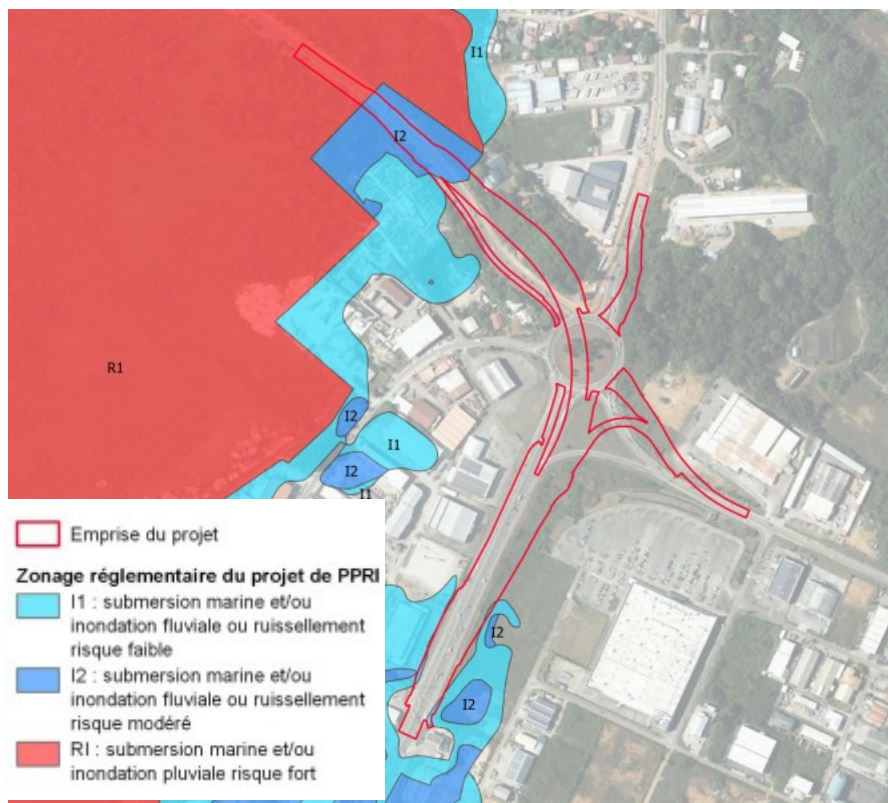 I1
I2
R1
I2
I1
I2
I1
I2
I2
Emprise du projet
Zonage réglementaire du projet de PPRI
I1 : submersion marine et/ou
inondation fluviale ou ruissellement
risque faible
I2 : submersion marine et/ou
inondation fluviale ou ruissellement
risque modéré
RI : submersion marine et/ou
inondation pluviale risque fort